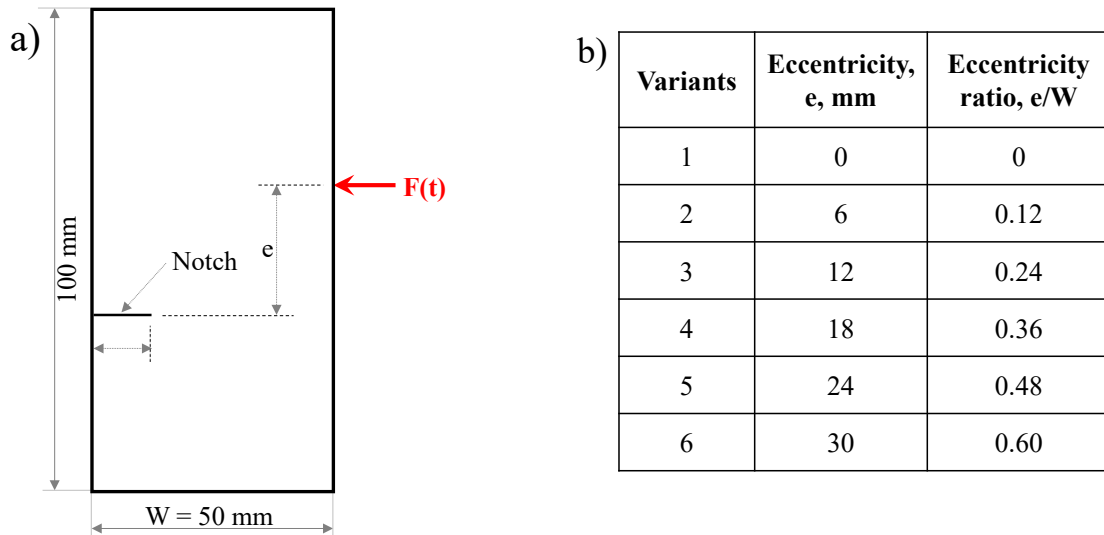 a)
100 mm
Notch
e
F(t)
W = 50 mm
b)
Variants
Eccentricity,
e, mm
Eccentricity
ratio, e/W
1 0 0
2 6 0.12
3 12 0.24
4 18 0.36
5 24 0.48
6 30 0.60